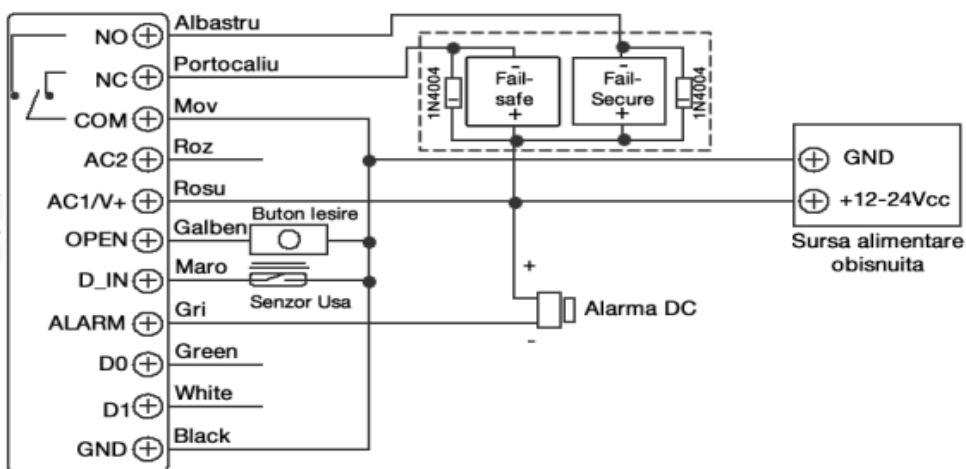 NO Albastru
NC Portocaliu
COM Mov
AC2 Roz
AC1/V+ Rosu
OPEN Galben
D_IN Maro
ALARM Gri
D0 Green
D1 White
GND Black
Buton Iesire
Senzor Usa
1N4004
-
Fail-
safe
+
-
Fail-
Secure
+
1N4004
GND
+12-24Vcc
Sursa alimentare
obisnuita
+
Alarma DC
-